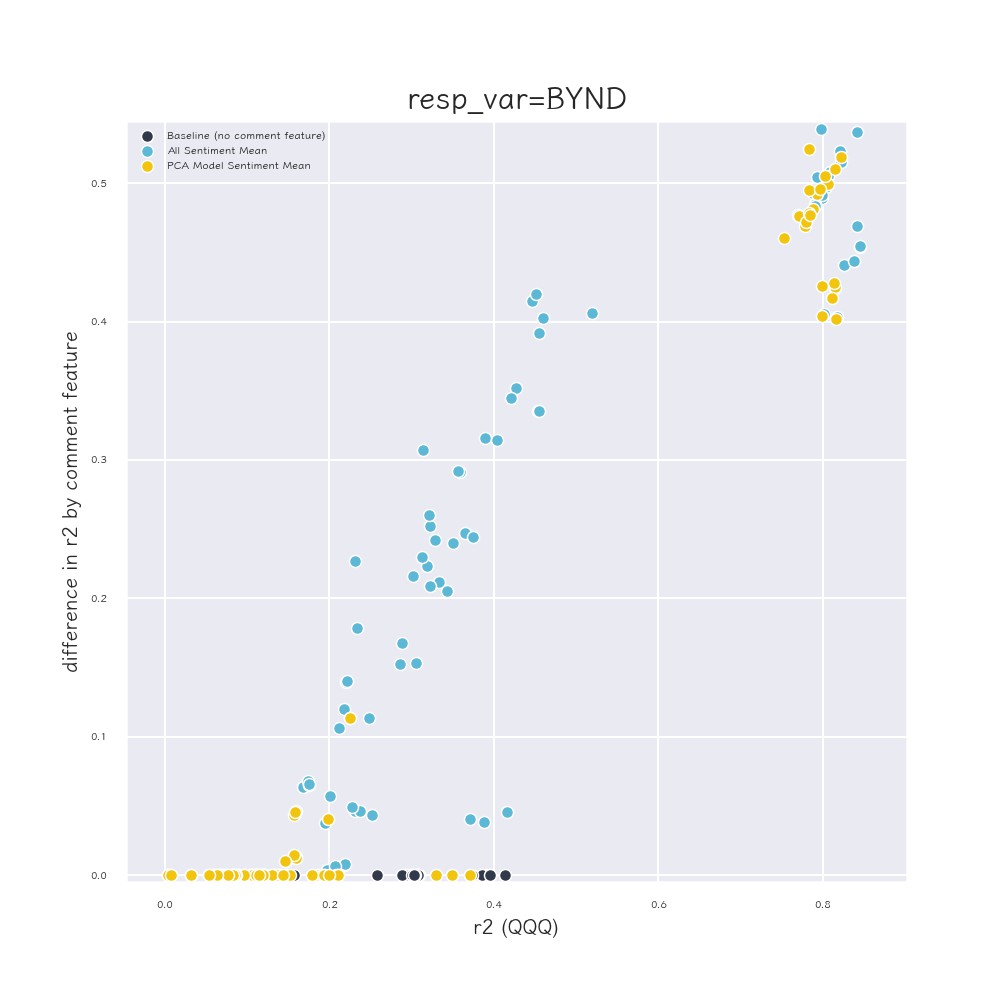 resp_var=BYND
Baseline (no comment feature)
All Sentiment Mean
PCA Model Sentiment Mean
difference in r2 by comment feature
0.5
0.4
0.3
0.2
0.1
0.0
0.0 0.2 0.4 0.6 0.8
r2 (QQQ)